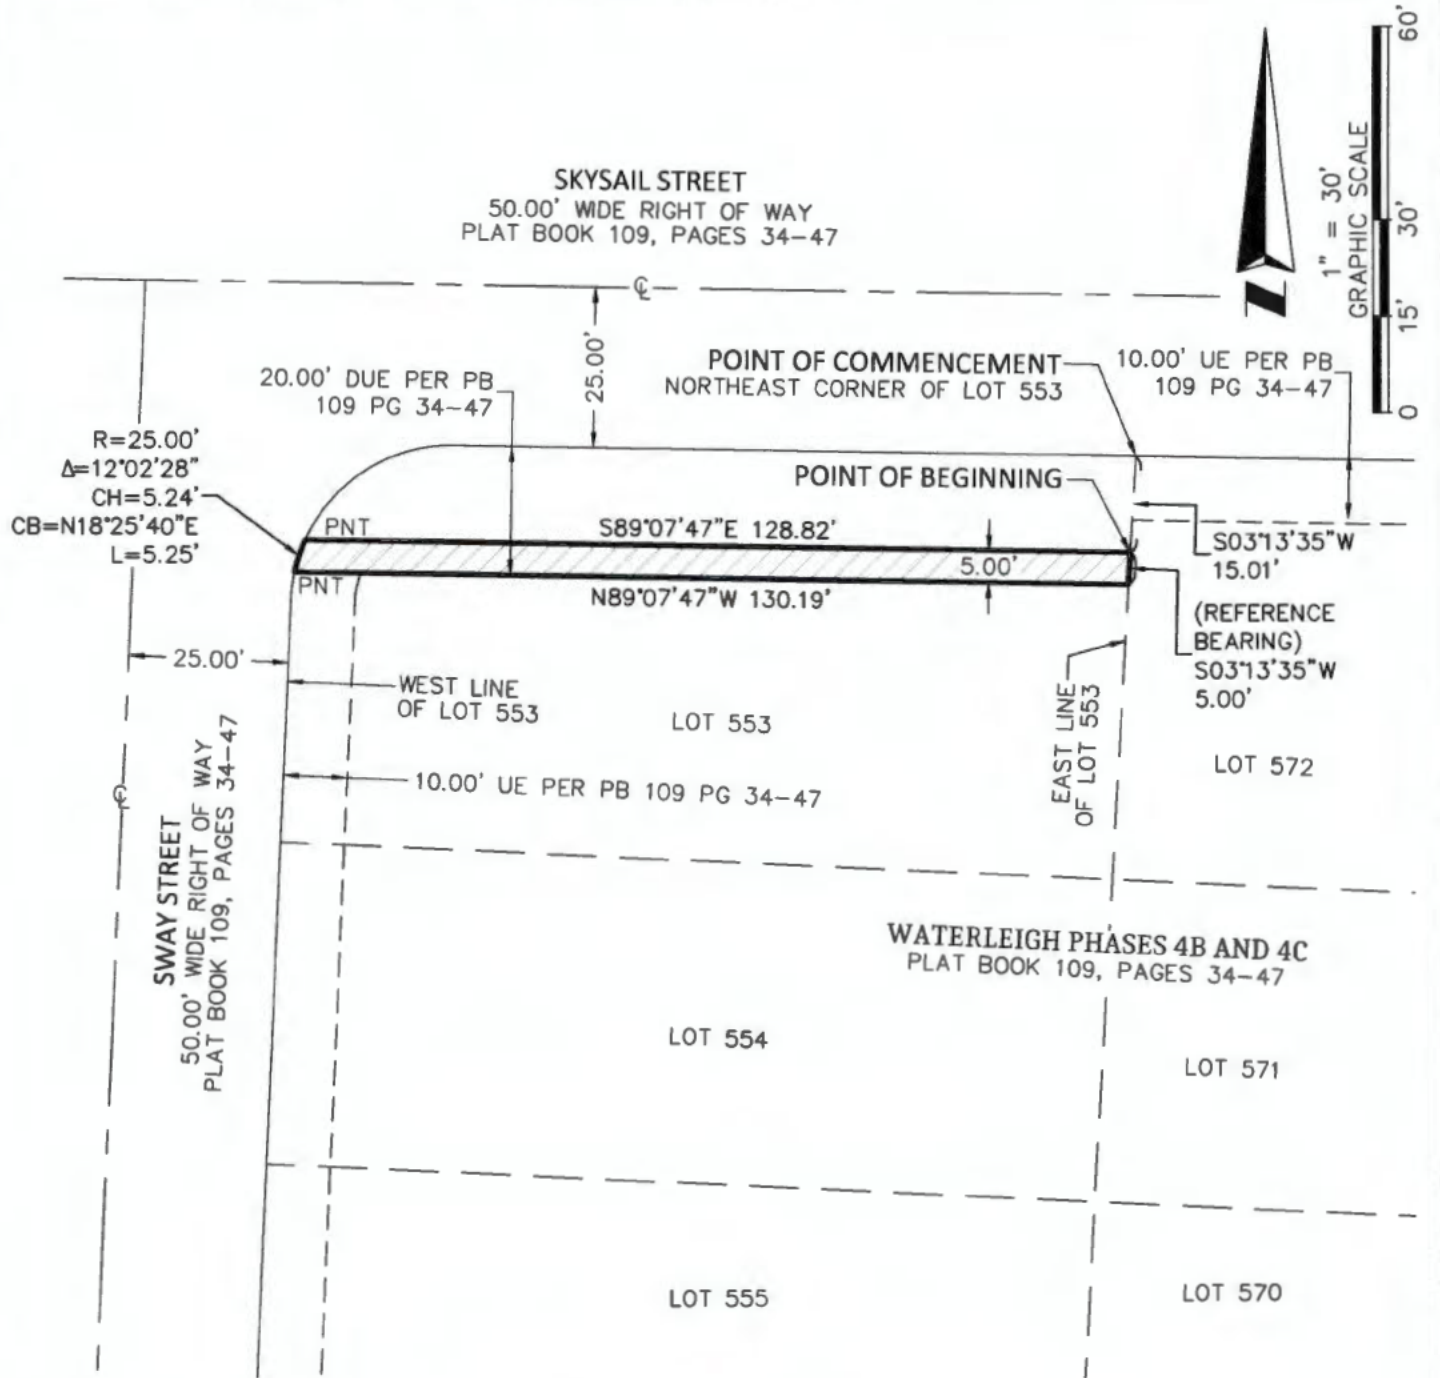 SKYSAIL STREET
50.00' WIDE RIGHT OF WAY
PLAT BOOK 109, PAGES 34-47
60'
30'
15'
0
1" = 30'
GRAPHIC SCALE
N
℄
25.00'
POINT OF COMMENCEMENT
NORTHEAST CORNER OF LOT 553
10.00' UE PER PB
109 PG 34-47
20.00' DUE PER PB
109 PG 34-47
R=25.00'
Δ=12°02'28"
CH=5.24'
CB=N18°25'40"E
L=5.25'
POINT OF BEGINNING
PNT
S89°07'47"E 128.82'
5.00'
S03°13'35"W
15.01'
PNT
N89°07'47"W 130.19'
(REFERENCE
BEARING)
S03°13'35"W
5.00'
25.00'
WEST LINE
OF LOT 553
LOT 553
EAST LINE
OF LOT 553
LOT 572
10.00' UE PER PB 109 PG 34-47
℄
SWAY STREET
50.00' WIDE RIGHT OF WAY
PLAT BOOK 109, PAGES 34-47
WATERLEIGH PHASES 4B AND 4C
PLAT BOOK 109, PAGES 34-47
LOT 554
LOT 571
LOT 555
LOT 570